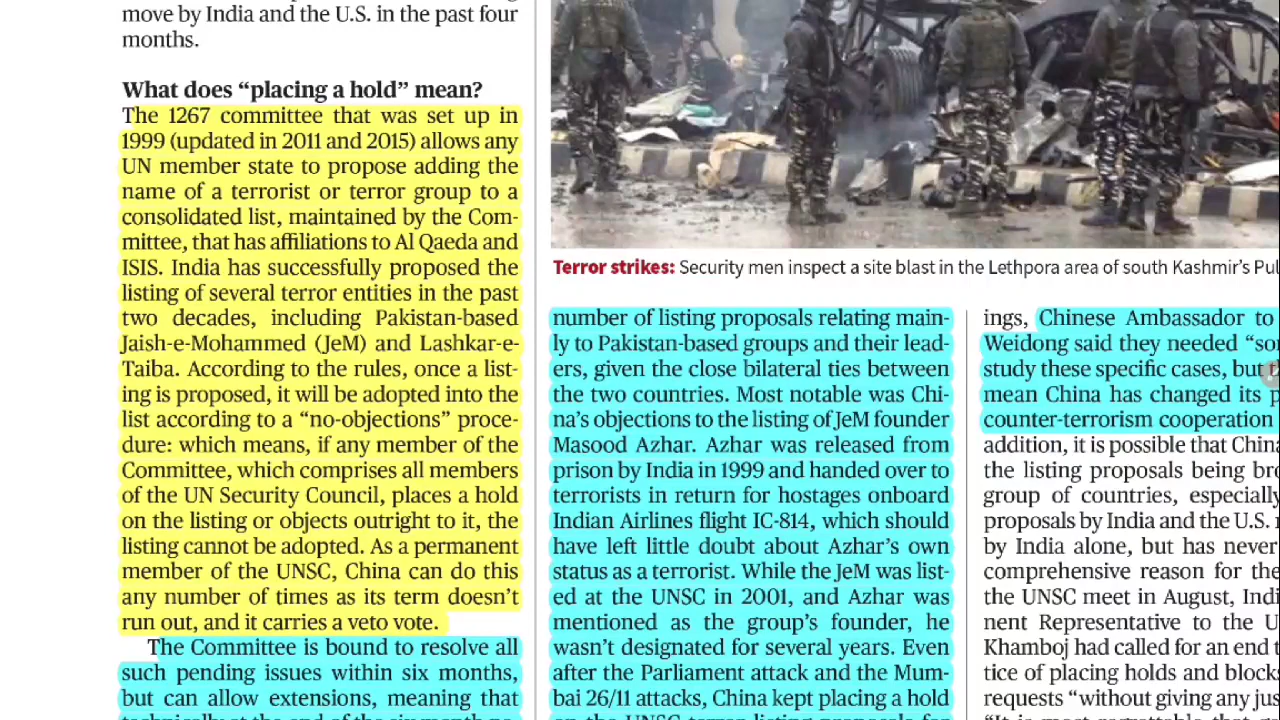 move by India and the U.S. in the past four
months.
What does “placing a hold” mean?
The 1267 committee that was set up in
1999 (updated in 2011 and 2015) allows any
UN member state to propose adding the
name of a terrorist or terror group to a
consolidated list, maintained by the Com-
mittee, that has affiliations to Al Qaeda and
ISIS. India has successfully proposed the
listing of several terror entities in the past
two decades, including Pakistan-based
Jaish-e-Mohammed (JeM) and Lashkar-e-
Taiba. According to the rules, once a list-
ing is proposed, it will be adopted into the
list according to a “no-objections” proce-
dure: which means, if any member of the
Committee, which comprises all members
of the UN Security Council, places a hold
on the listing or objects outright to it, the
listing cannot be adopted. As a permanent
member of the UNSC, China can do this
any number of times as its term doesn’t
run out, and it carries a veto vote.
The Committee is bound to resolve all
such pending issues within six months,
but can allow extensions, meaning that
Terror strikes: Security men inspect a site blast in the Lethpora area of south Kashmir’s
number of listing proposals relating main-
ly to Pakistan-based groups and their lead-
ers, given the close bilateral ties between
the two countries. Most notable was Chi-
na’s objections to the listing of JeM founder
Masood Azhar. Azhar was released from
prison by India in 1999 and handed over to
terrorists in return for hostages onboard
Indian Airlines flight IC-814, which should
have left little doubt about Azhar’s own
status as a terrorist. While the JeM was list-
ed at the UNSC in 2001, and Azhar was
mentioned as the group’s founder, he
wasn’t designated for several years. Even
after the Parliament attack and the Mum-
bai 26/11 attacks, China kept placing a hold
on the UNSC terror listing proposals for
ings, Chinese Ambassador to
Weidong said they needed
study these specific cases, but
mean China has changed its
counter-terrorism cooperation
addition, it is possible that
the listing proposals being
group of countries, especially
proposals by India and the U.S.
by India alone, but has never
comprehensive reason for
the UNSC meet in August,
nent Representative to the
Khamboj had called for an end
tice of placing holds and
requests “without giving any